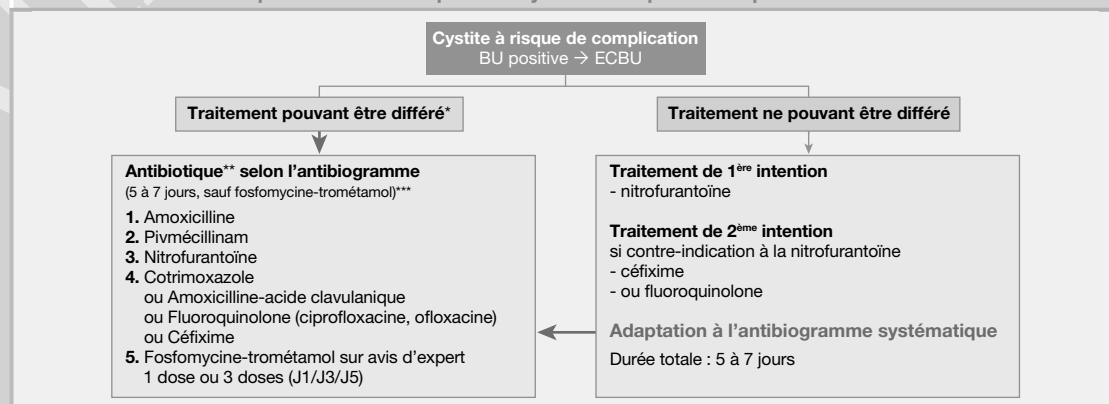 Cystite à risque de complication
BU positive → ECBU
Traitement pouvant être différé*
Traitement ne pouvant être différé
Antibiotique** selon l’antibiogramme
(5 à 7 jours, sauf fosfomycine-trométamol)***
1. Amoxicilline
2. Pivmécillinam
3. Nitrofurantoïne
4. Cotrimoxazole
ou Amoxicilline-acide clavulanique
ou Fluoroquinolone (ciprofloxacine, ofloxacine)
ou Céfixime
5. Fosfomycine-trométamol sur avis d’expert
1 dose ou 3 doses (J1/J3/J5)
Traitement de 1ère intention
- nitrofurantoïne
Traitement de 2ème intention
si contre-indication à la nitrofurantoïne
- céfixime
- ou fluoroquinolone
Adaptation à l’antibiogramme systématique
Durée totale : 5 à 7 jours